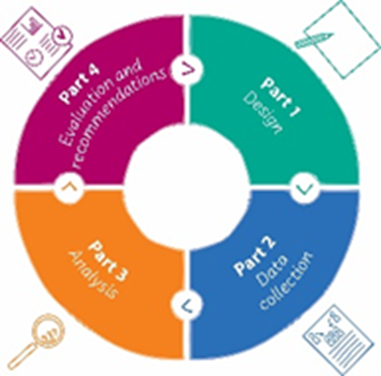 Part 1
Design
Part 2
Data
collection
Part 3
Analysis
Part 4
Evaluation and
recommendations